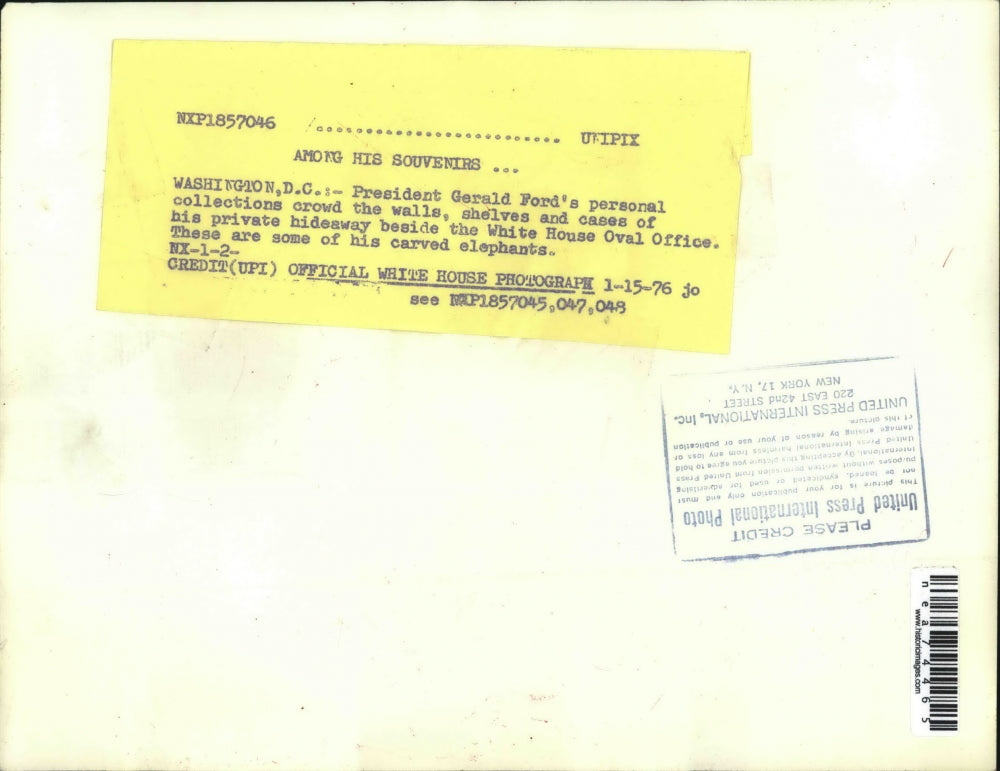 NXP1857046 .......................... UNIPIX
AMONG HIS SOUVENIRS ...
WASHINGTON,D.C.:- President Gerald Ford's personal
collections crowd the walls, shelves and cases of
his private hideaway beside the White House Oval Office.
These are some of his carved elephants.
NX-1-2-
CREDIT(UPI) OFFICIAL WHITE HOUSE PHOTOGRAPH 1-15-76 jo
see NXP1857045,047,048
PLEASE CREDIT
United Press International Photo
This picture is for your publication only and must
not be loaned, syndicated or used for advertising
purposes without written permission from United Press
International. By accepting this picture you agree to hold
United Press International harmless from any loss or
damage arising by reason of your use or publication
of this picture.
UNITED PRESS INTERNATIONAL, Inc.
220 EAST 42nd STREET
NEW YORK 17, N.Y.
nea74465
www.historicimages.com